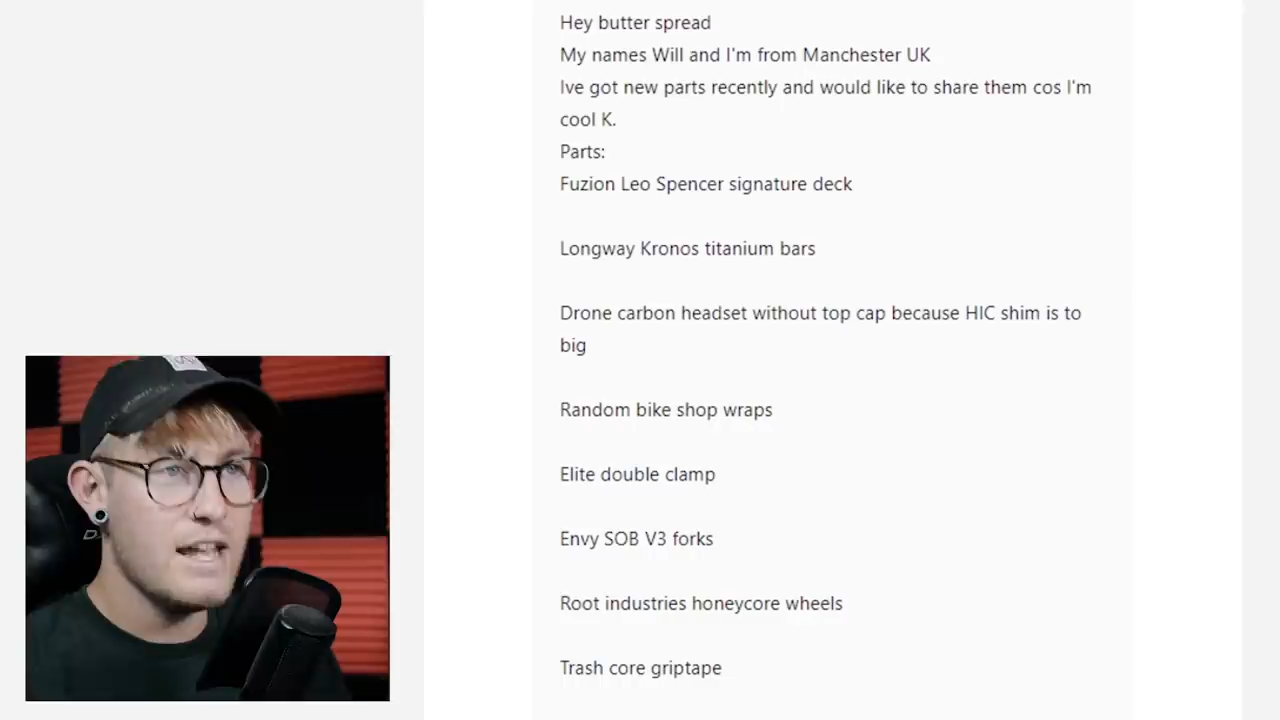 Hey butter spread
My names Will and I'm from Manchester UK
Ive got new parts recently and would like to share them cos I'm
cool K.
Parts:
Fuzion Leo Spencer signature deck
Longway Kronos titanium bars
Drone carbon headset without top cap because HIC shim is to
big
Random bike shop wraps
Elite double clamp
Envy SOB V3 forks
Root industries honeycore wheels
Trash core griptape